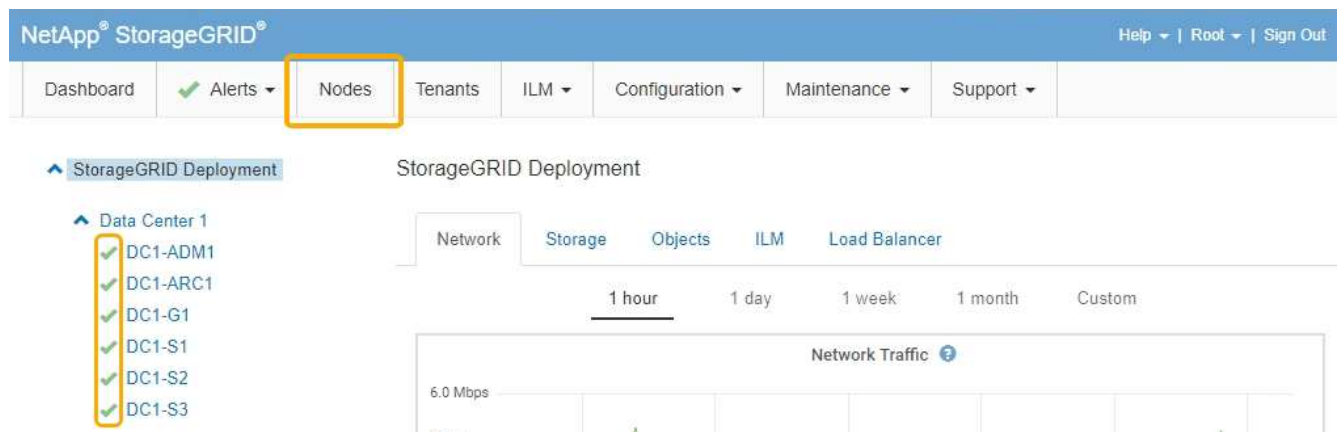 NetApp® StorageGRID®
Help | Root | Sign Out
Dashboard Alerts Nodes Tenants ILM Configuration Maintenance Support
StorageGRID Deployment
Data Center 1
DC1-ADM1
DC1-ARC1
DC1-G1
DC1-S1
DC1-S2
DC1-S3
StorageGRID Deployment
Network Storage Objects ILM Load Balancer
1 hour 1 day 1 week 1 month Custom
Network Traffic ?
6.0 Mbps